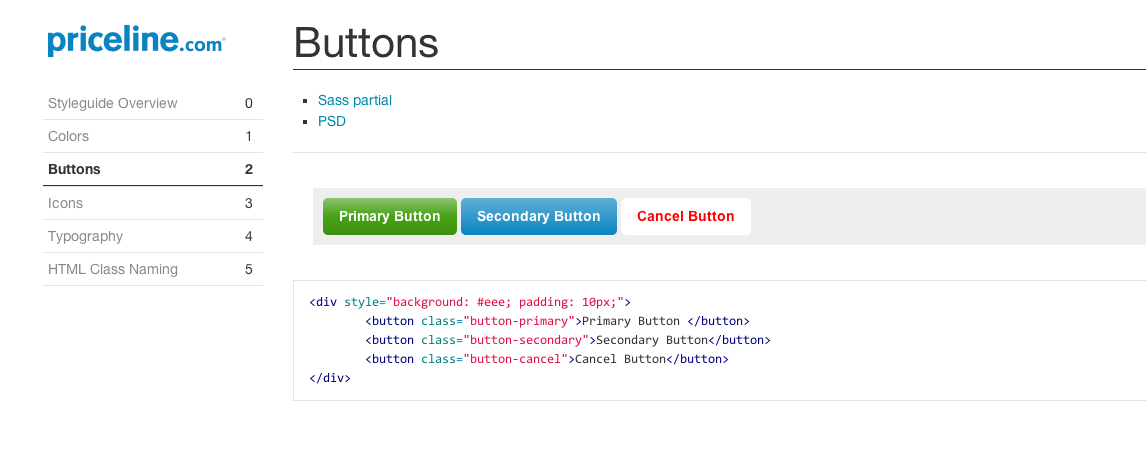 priceline.com
Buttons
Styleguide Overview 0
Colors 1
Buttons 2
Icons 3
Typography 4
HTML Class Naming 5
Sass partial
PSD
Primary Button Secondary Button Cancel Button
<div style="background: #eee; padding: 10px;">
        <button class="button-primary">Primary Button </button>
        <button class="button-secondary">Secondary Button</button>
        <button class="button-cancel">Cancel Button</button>
</div>